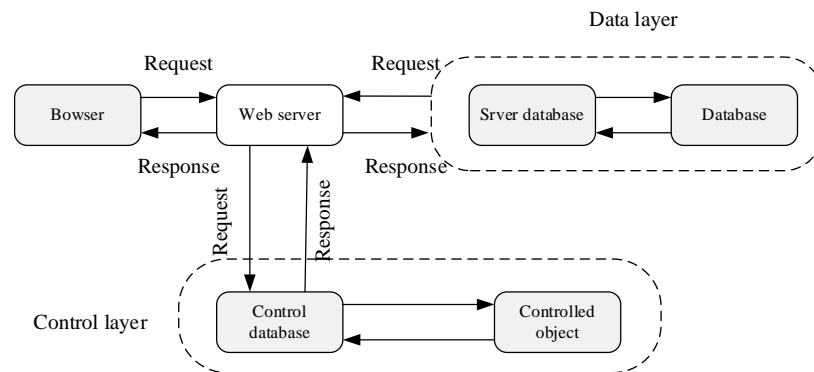 Data layer
Request
Request
Bowser
Web server
Srver database
Database
Response
Response
Request
Response
Control layer
Control
database
Controlled
object